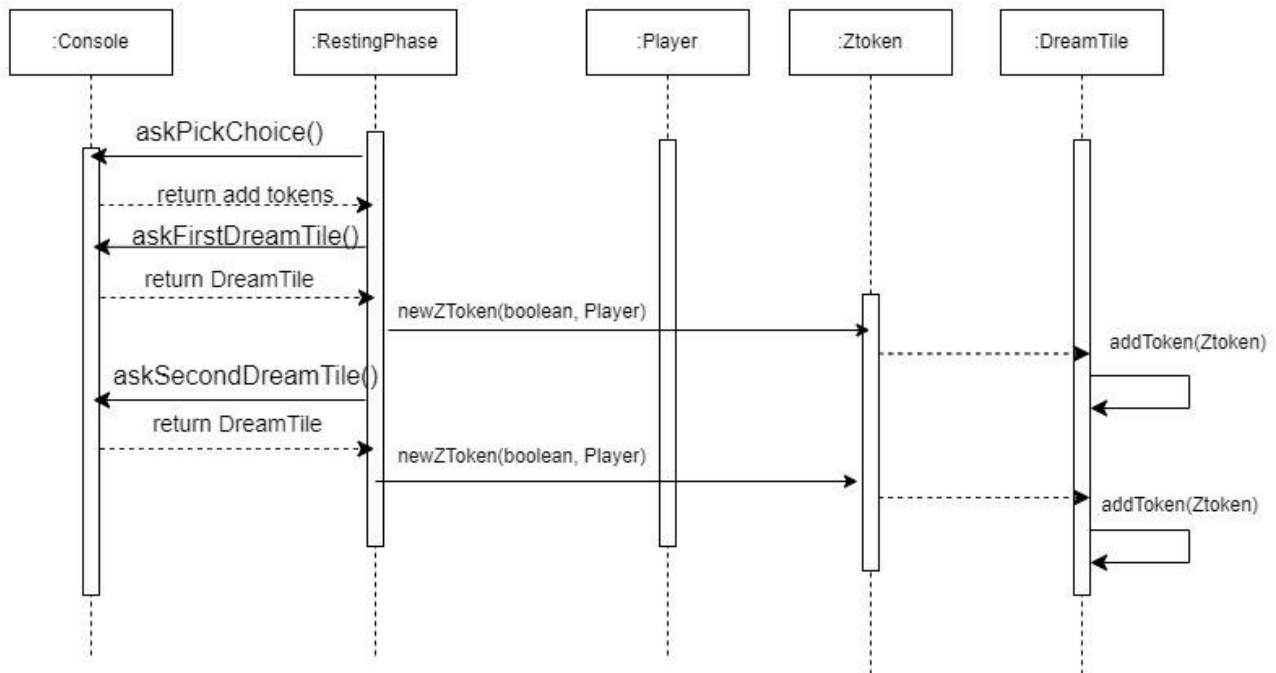 :Console
:RestingPhase
:Player
:Ztoken
:DreamTile
askPickChoice()
return add tokens
askFirstDreamTile()
return DreamTile
newZToken(boolean, Player)
addToken(Ztoken)
askSecondDreamTile()
return DreamTile
newZToken(boolean, Player)
addToken(Ztoken)